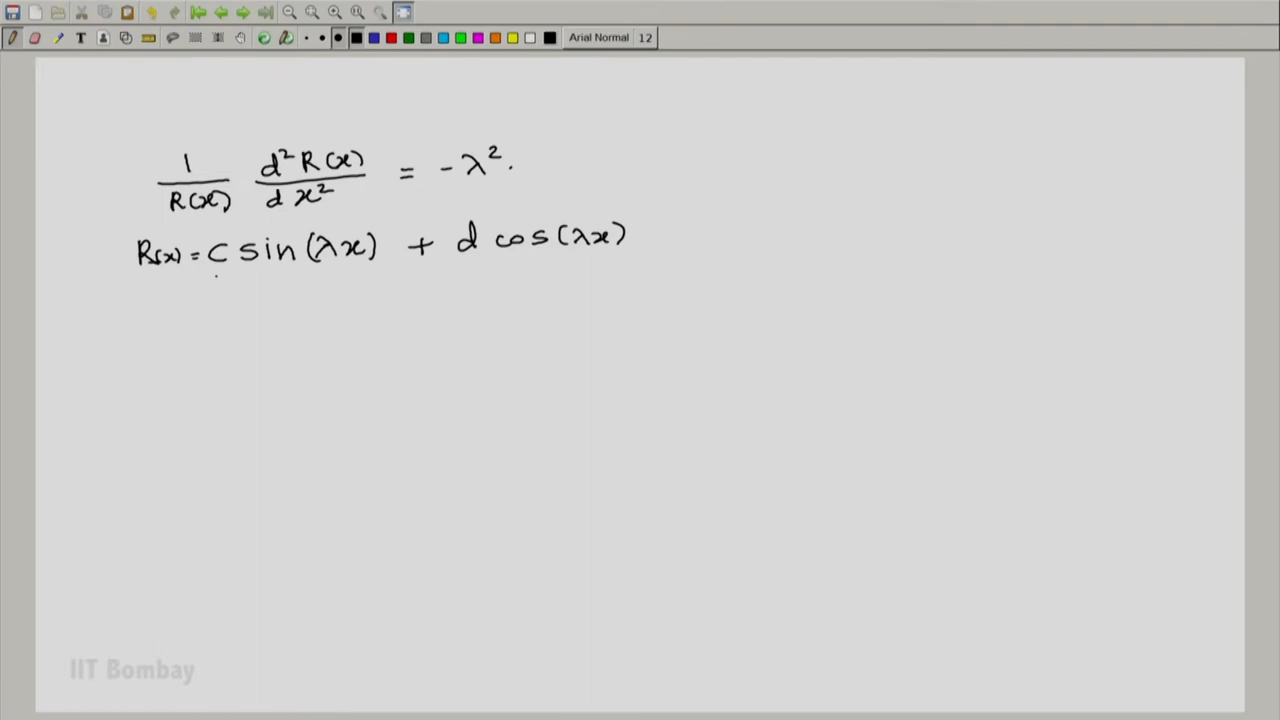 Arial Normal 12
1/R(x) d²R(x)/dx² = -λ².
R(x) = C sin(λx) + d cos(λx)
IIT Bombay